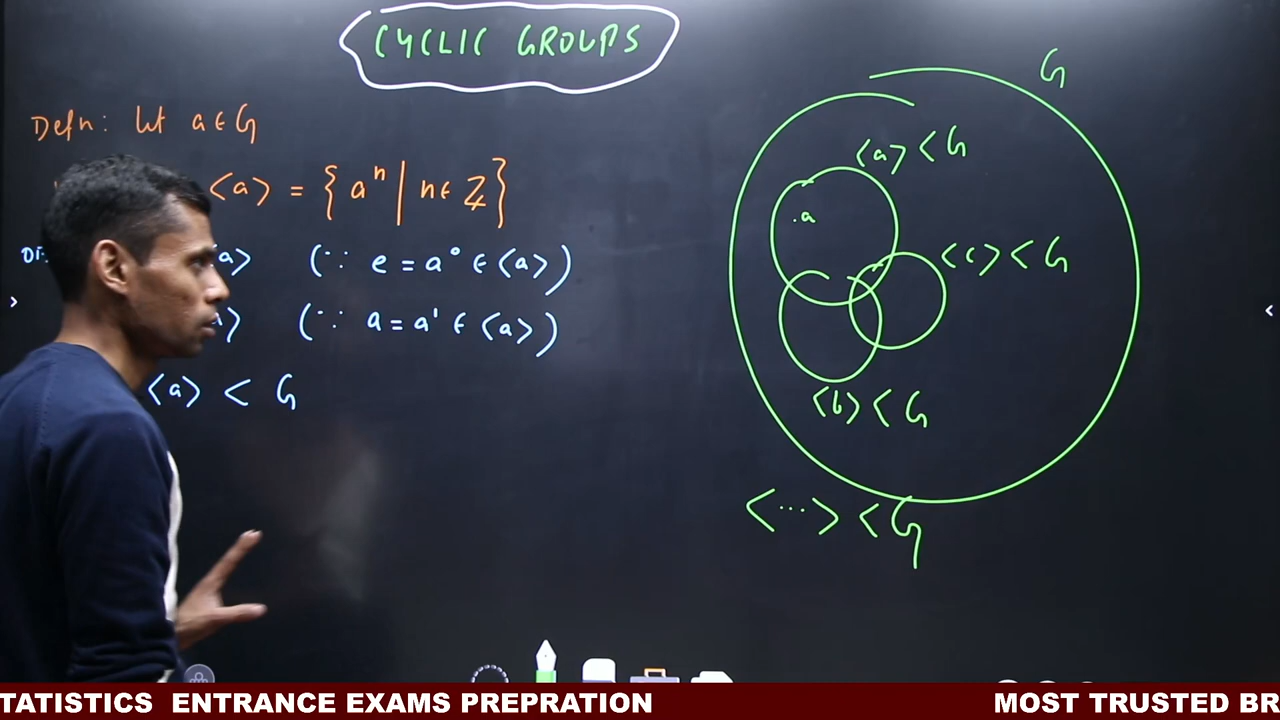 CYCLIC GROUPS
Defn: Let a ∈ G
<a> = { aⁿ | n ∈ ℤ }
a> (∵ e = a⁰ ∈ <a>)
(∵ a = a¹ ∈ <a>)
<a> < G
G
<a> < G
.a
<c> < G
<b> < G
<...> < G
TATISTICS ENTRANCE EXAMS PREPRATION
MOST TRUSTED BR